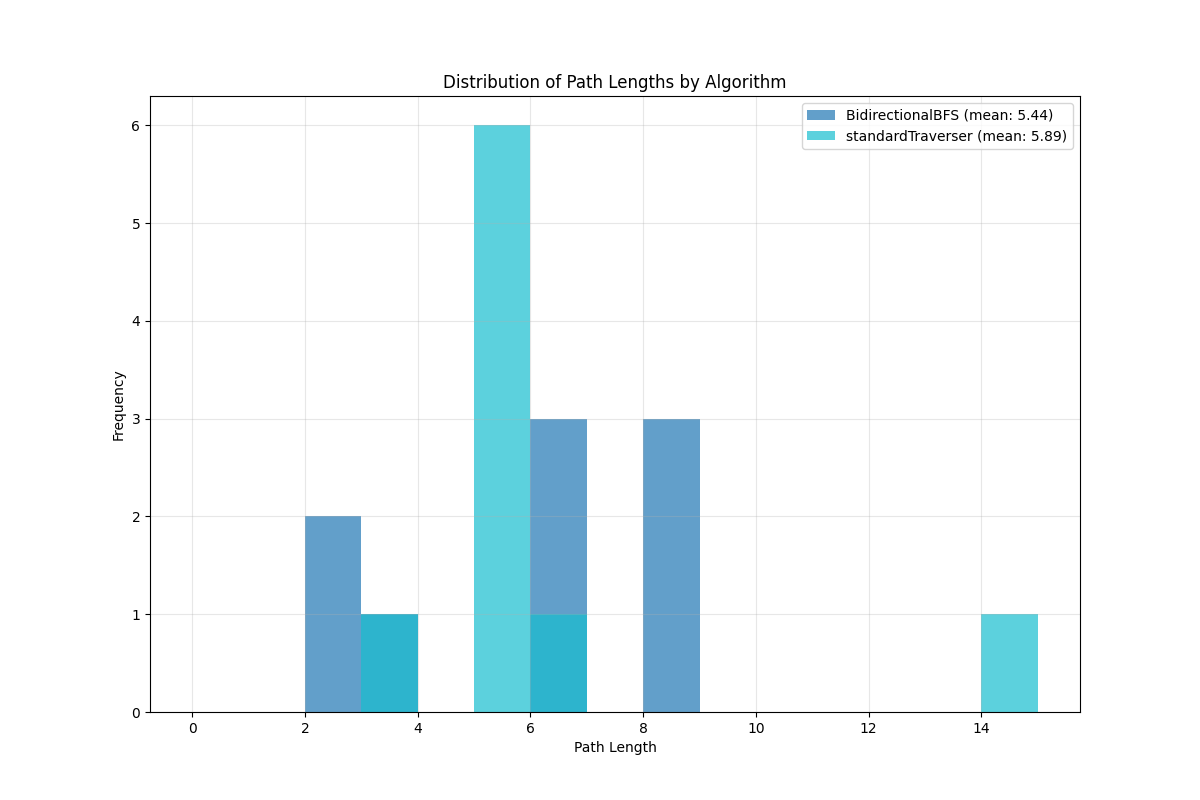 Distribution of Path Lengths by Algorithm
BidirectionalBFS (mean: 5.44)
standardTraverser (mean: 5.89)
Frequency
6
5
4
3
2
1
0
0 2 4 6 8 10 12 14
Path Length